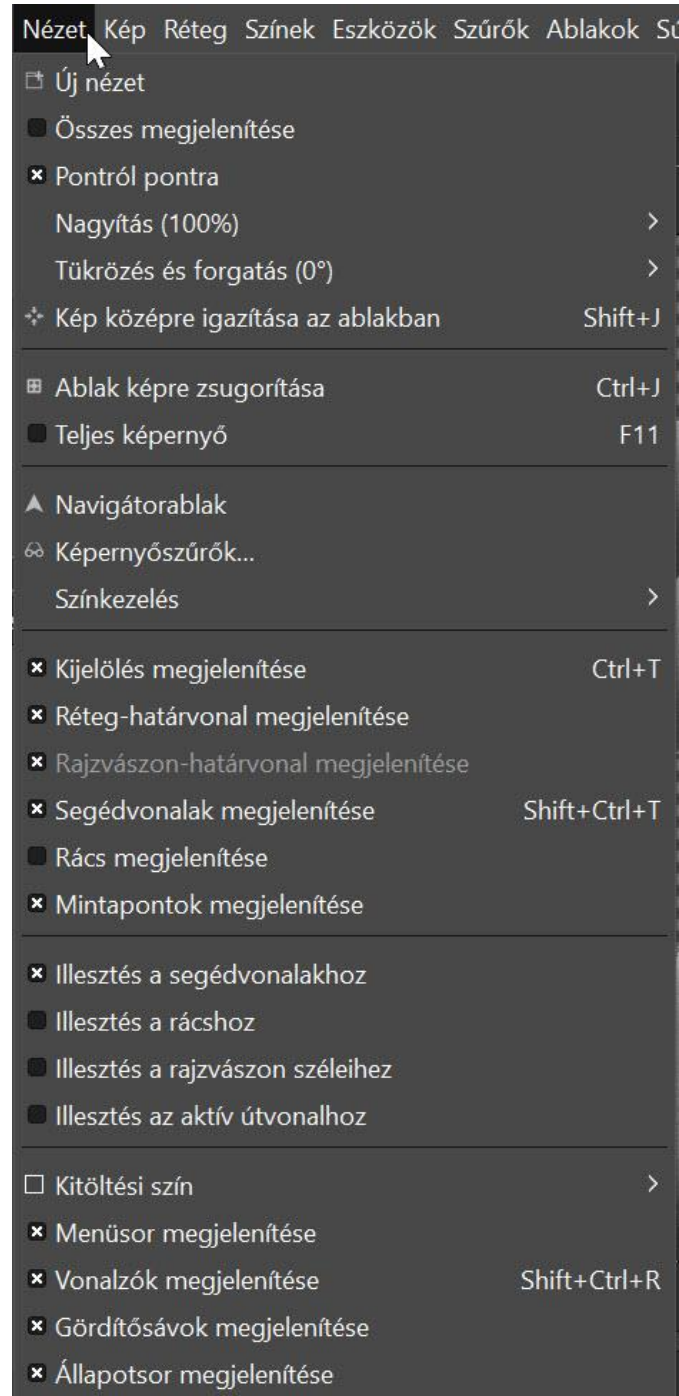 Nézet Kép Réteg Színek Eszközök Szűrők Ablakok
Új nézet
Összes megjelenítése
Pontról pontra
Nagyítás (100%)
Tükrözés és forgatás (0°)
Kép középre igazítása az ablakban Shift+J
Ablak képre zsugorítása Ctrl+J
Teljes képernyő F11
Navigátorablak
Képernyőszűrők...
Színkezelés
Kijelölés megjelenítése Ctrl+T
Réteg-határvonal megjelenítése
Rajzvászon-határvonal megjelenítése
Segédvonalak megjelenítése Shift+Ctrl+T
Rács megjelenítése
Mintapontok megjelenítése
Illesztés a segédvonalakhoz
Illesztés a rácshoz
Illesztés a rajzvászon széleihez
Illesztés az aktív útvonalhoz
Kitöltési szín
Menüsor megjelenítése
Vonalzók megjelenítése Shift+Ctrl+R
Gördítősávok megjelenítése
Állapotsor megjelenítése